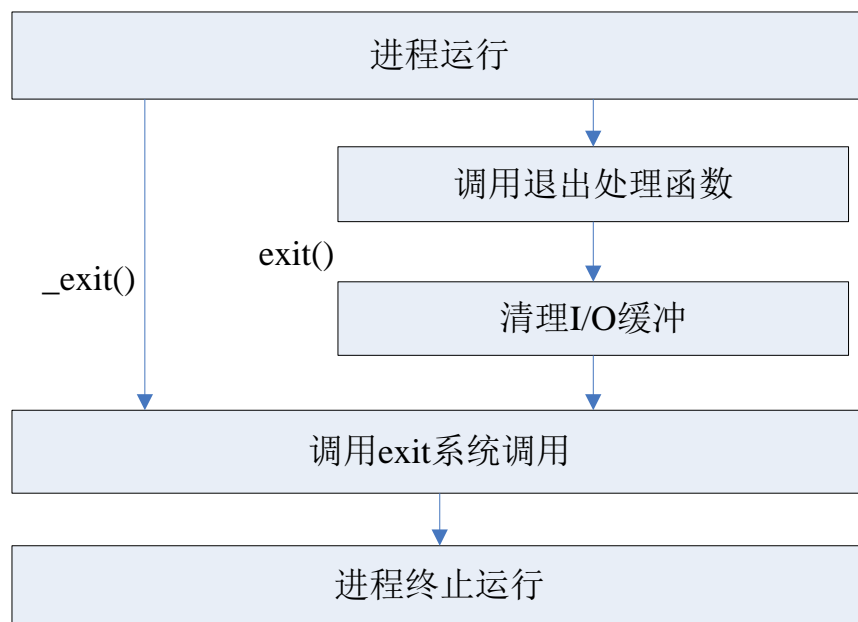 进程运行
调用退出处理函数
exit()
_exit()
清理I/O缓冲
调用exit系统调用
进程终止运行